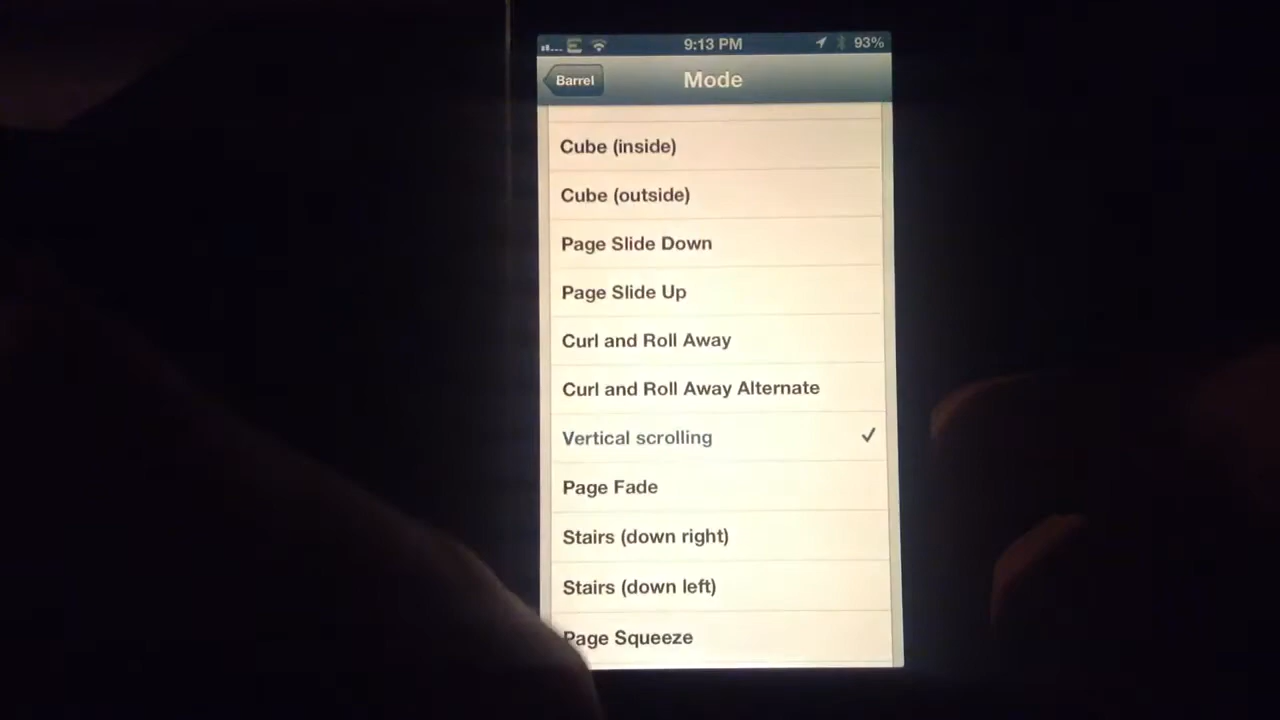 9:13 PM 93%
Barrel Mode
Cube (inside)
Cube (outside)
Page Slide Down
Page Slide Up
Curl and Roll Away
Curl and Roll Away Alternate
Vertical scrolling
Page Fade
Stairs (down right)
Stairs (down left)
Page Squeeze